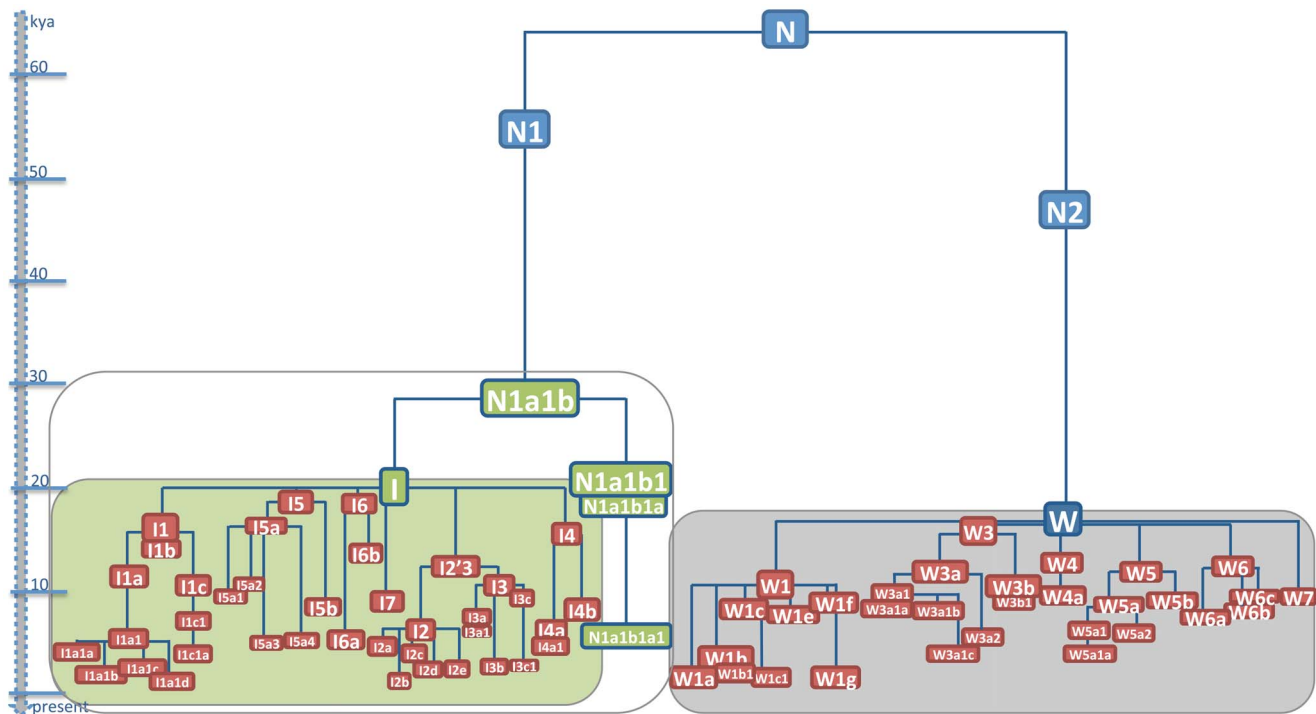 kya
N
60
N1
50
N2
40
30
N1a1b
20
I
N1a1b1
N1a1b1a
I5
I6
W
I1
I5a
I4
W3
I1b
I6b
W4
I2'3
W5
W6
I1a
I1c
I5a2
I3
W1
W3a
W3b
10
I5a1
I5b
I7
I3c
I4b
W1c
W1e
W1f
W3a1
W3a1a
W3a1b
W3b1
W4a
W5a
W5b
W6a
W6b
W6c
W7
I1c1
I3a
I3a1
I1a1
I5a3
I5a4
I6a
I2
I4a
N1a1b1a1
W3a2
W5a1
W5a2
I1a1a
I1c1a
I2a
I2c
I4a1
W3a1c
W5a1a
I1a1b
I1a1c
I1a1d
I2b
I2d
I2e
I3b
I3c1
W1a
W1b
W1b1
W1c1
W1g
present